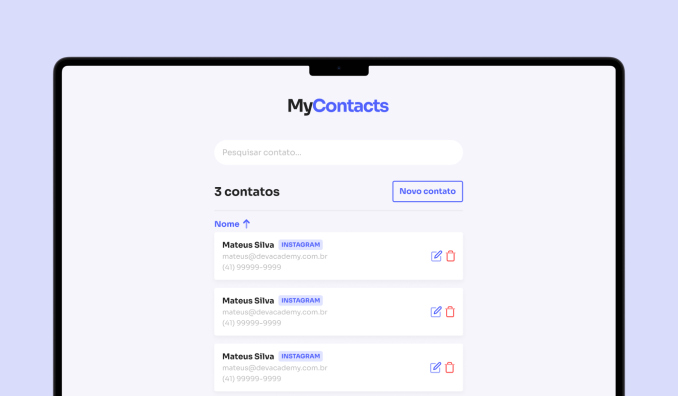 MyContacts
Pesquisar contato...
3 contatos
Novo contato
Nome ↑
Mateus Silva INSTAGRAM
mateus@devacademy.com.br
(41) 99999-9999
Mateus Silva INSTAGRAM
mateus@devacademy.com.br
(41) 99999-9999
Mateus Silva INSTAGRAM
mateus@devacademy.com.br
(41) 99999-9999